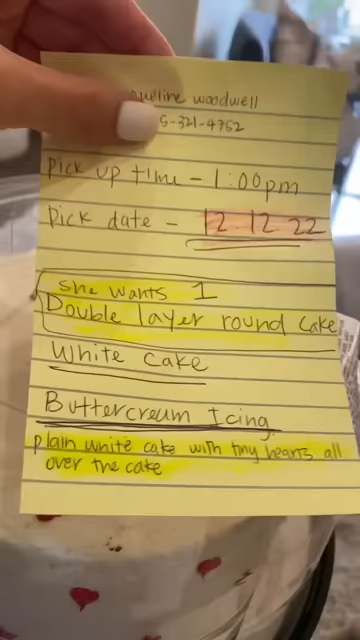 woodwell
5-321-4752
Pick up time - 1:00pm
Pick date - 12.12.22
She wants 1
Double layer round cake
White Cake
Buttercream Icing
plain white cake with tiny hearts all
over the cake